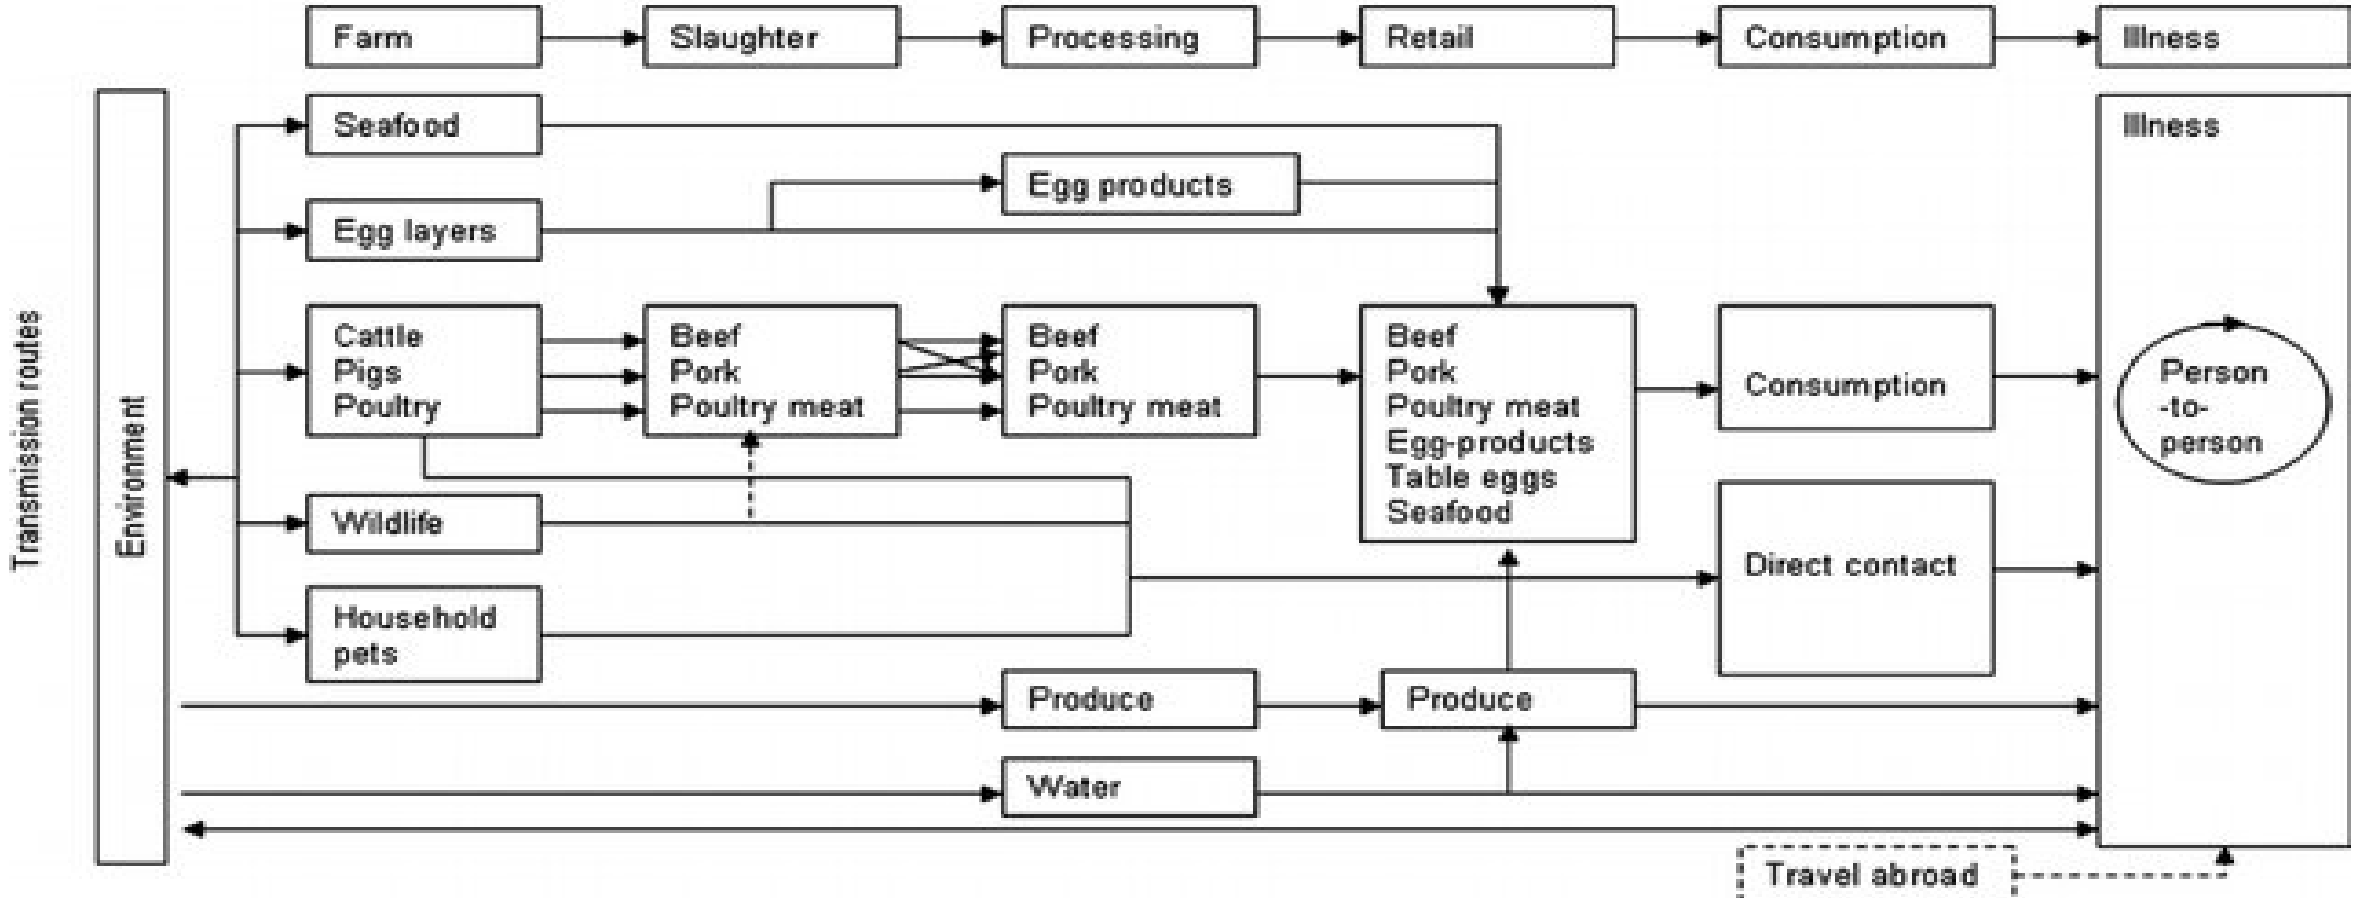 Farm
Slaughter
Processing
Retail
Consumption
Illness
Transmission routes
Environment
Seafood
Illness
Egg products
Egg layers
Cattle
Pigs
Poultry
Beef
Pork
Poultry meat
Beef
Pork
Poultry meat
Beef
Pork
Poultry meat
Egg-products
Table eggs
Seafood
Consumption
Person
-to-
person
Wildlife
Direct contact
Household
pets
Produce
Produce
Water
Travel abroad